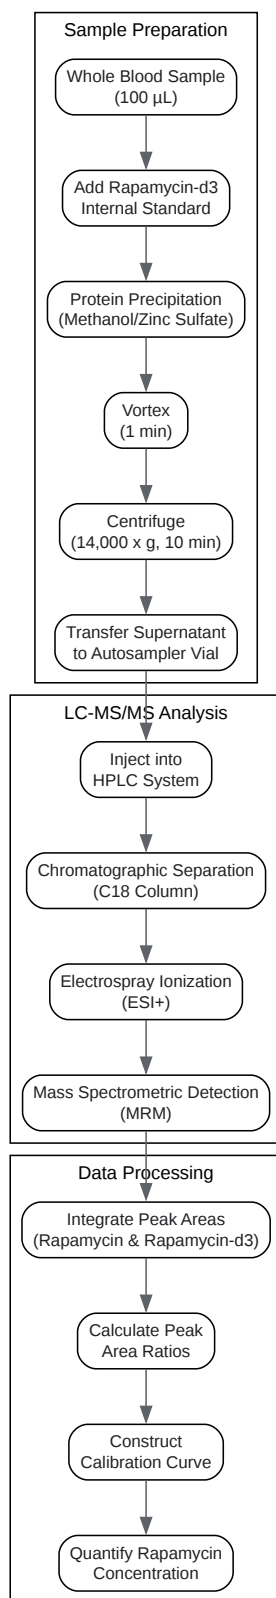 Sample Preparation
Whole Blood Sample
(100 µL)
Add Rapamycin-d3
Internal Standard
Protein Precipitation
(Methanol/Zinc Sulfate)
Vortex
(1 min)
Centrifuge
(14,000 x g, 10 min)
Transfer Supernatant
to Autosampler Vial
LC-MS/MS Analysis
Inject into
HPLC System
Chromatographic Separation
(C18 Column)
Electrospray Ionization
(ESI+)
Mass Spectrometric Detection
(MRM)
Data Processing
Integrate Peak Areas
(Rapamycin & Rapamycin-d3)
Calculate Peak
Area Ratios
Construct
Calibration Curve
Quantify Rapamycin
Concentration